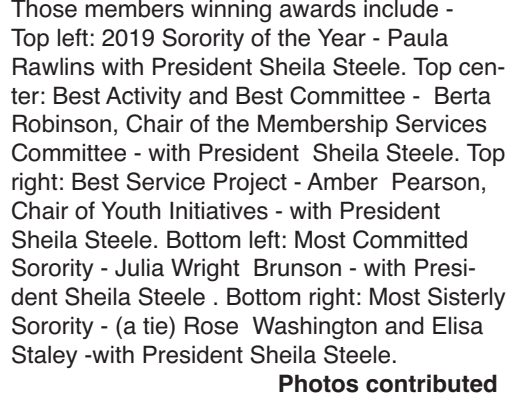 Those members winning awards include -
Top left: 2019 Sorority of the Year - Paula
Rawlins with President Sheila Steele. Top cen-
ter: Best Activity and Best Committee -  Berta
Robinson, Chair of the Membership Services
Committee - with President  Sheila Steele. Top
right: Best Service Project - Amber  Pearson,
Chair of Youth Initiatives - with President
Sheila Steele. Bottom left: Most Committed
Sorority - Julia Wright  Brunson - with Presi-
dent Sheila Steele . Bottom right: Most Sisterly
Sorority - (a tie) Rose  Washington and Elisa
Staley -with President Sheila Steele.
Photos contributed